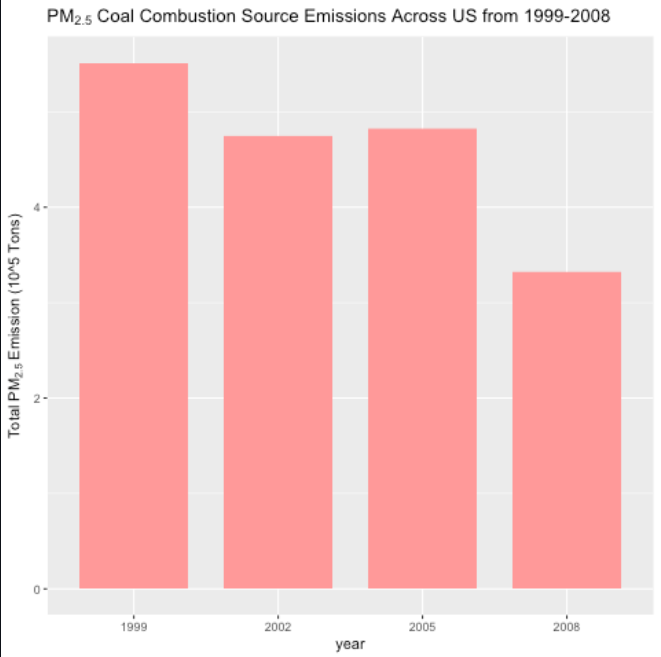 PM2.5 Coal Combustion Source Emissions Across US from 1999-2008
Total PM2.5 Emission (10^5 Tons)
4
2
0
1999 2002 2005 2008
year